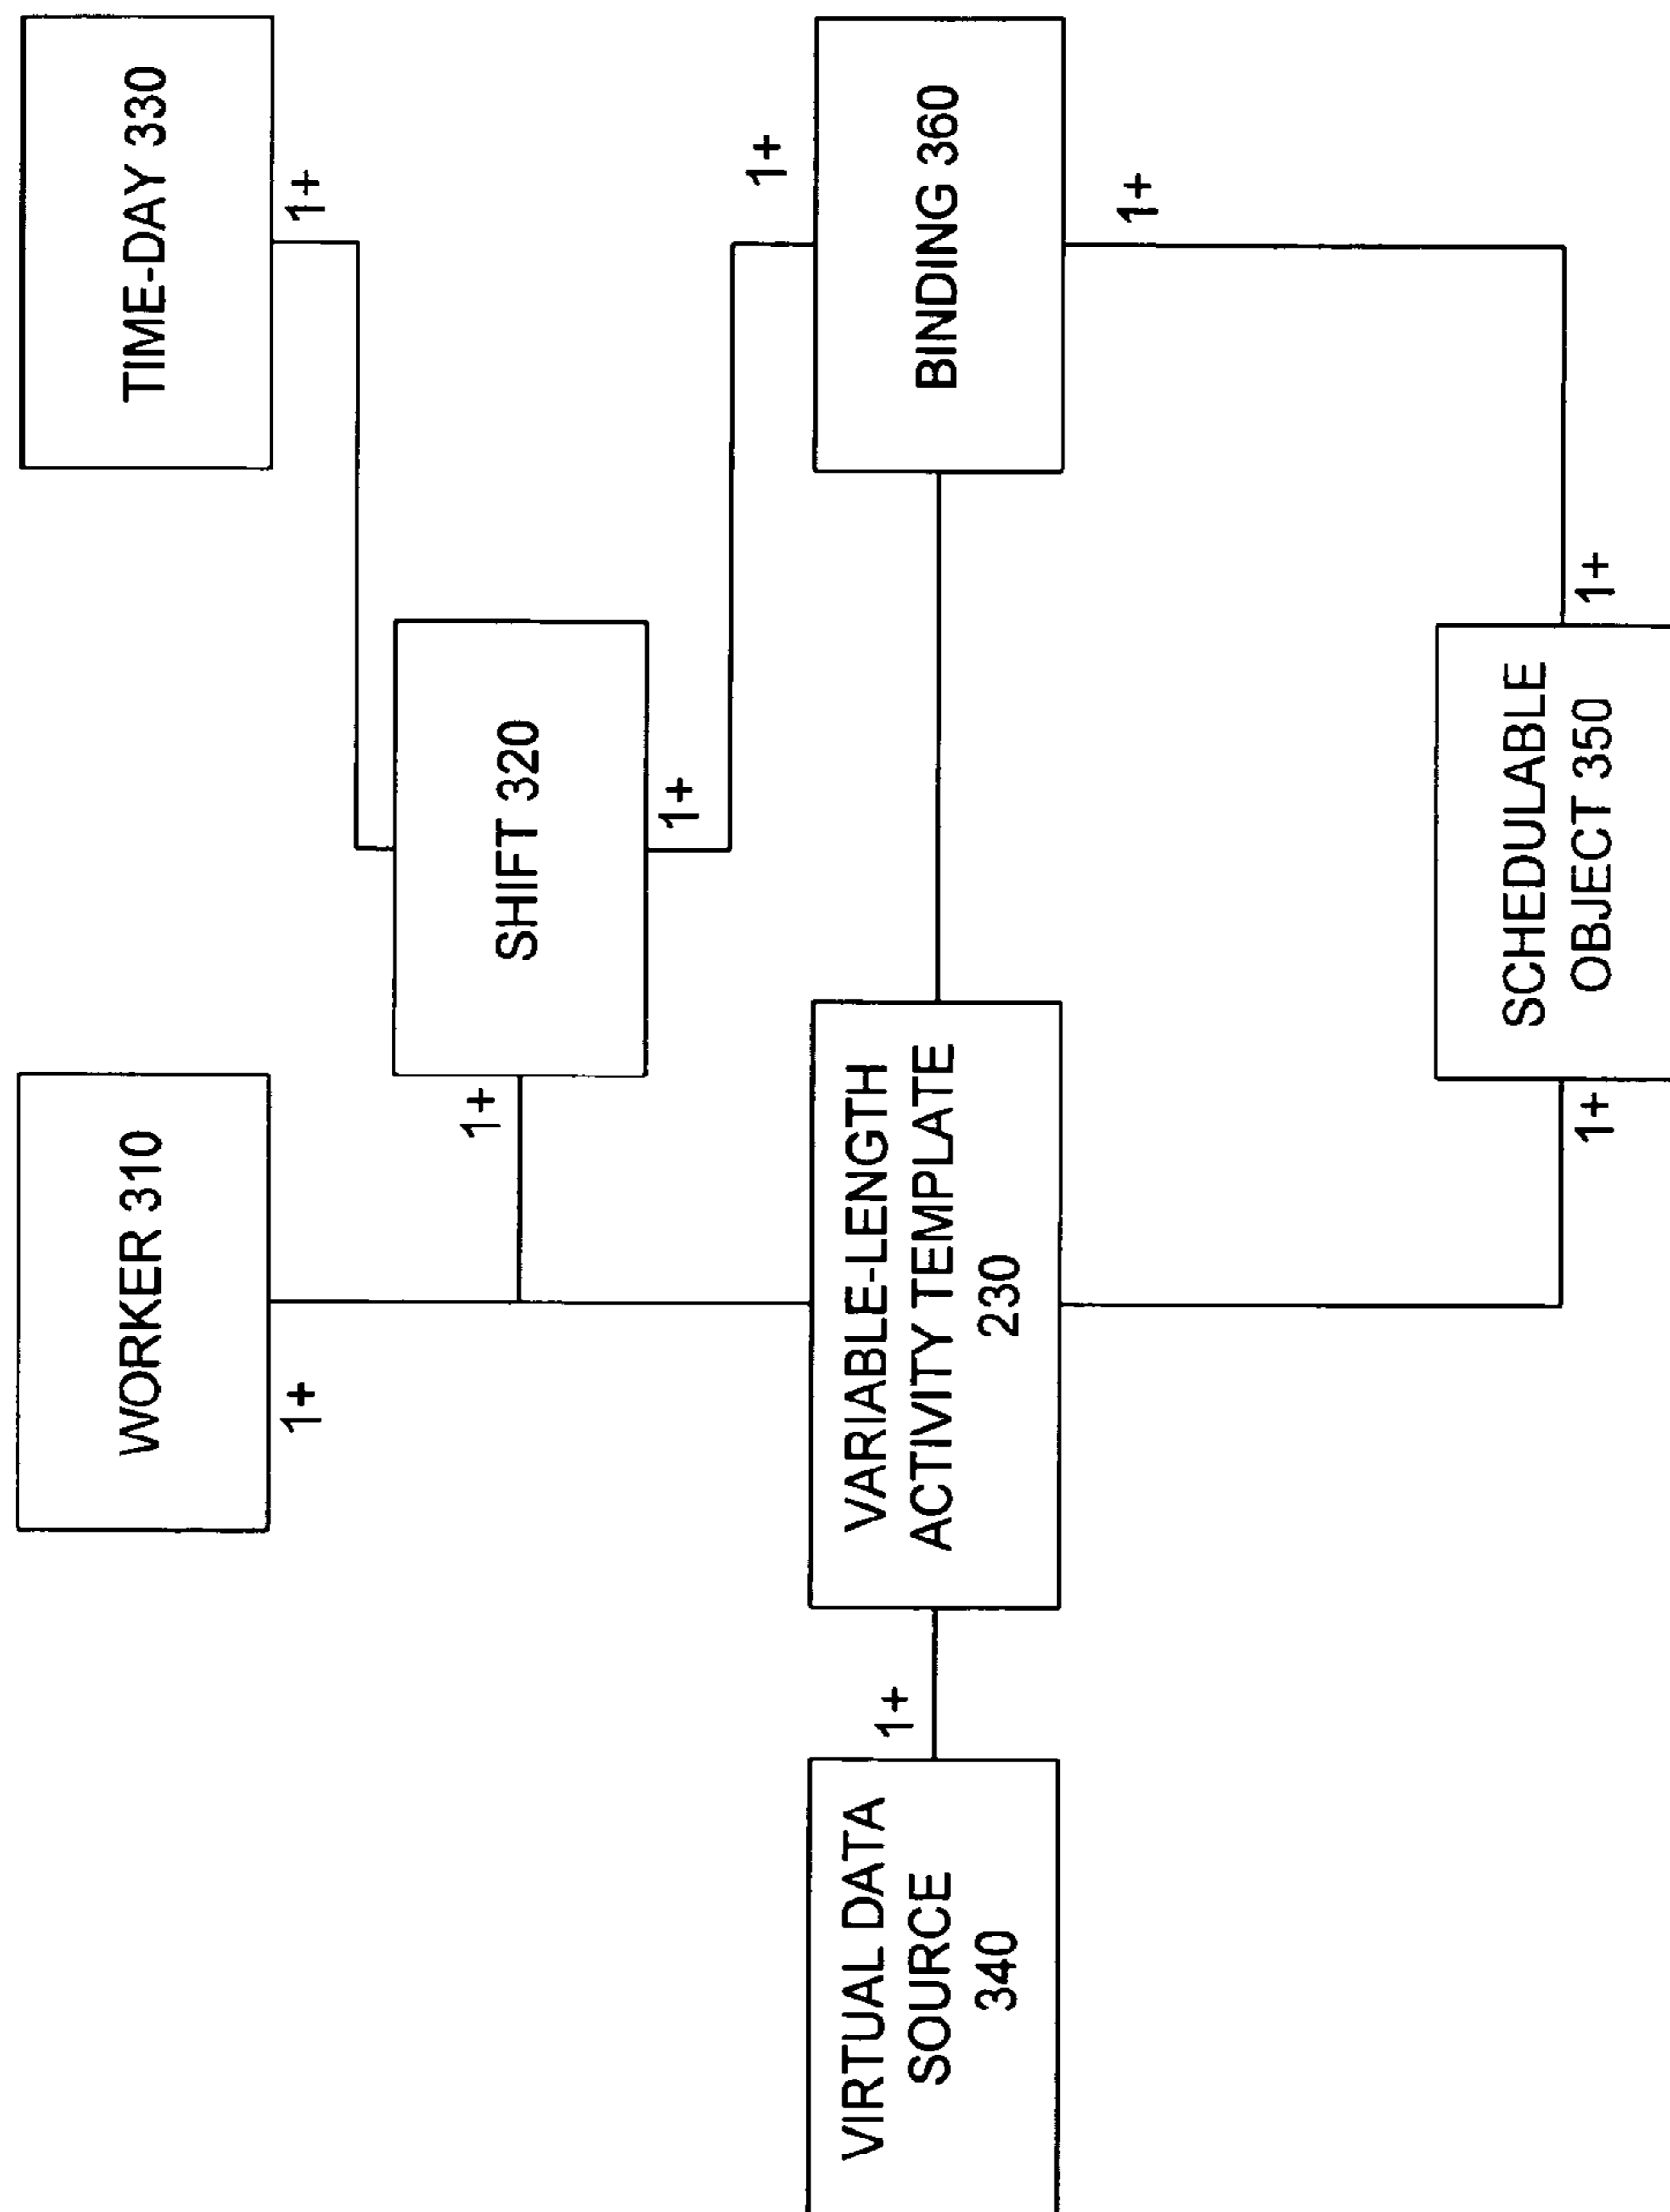 WORKER 310
TIME-DAY 330
1+
1+
1+
SHIFT 320
1+
1+
VIRTUAL DATA
SOURCE
340
1+
VARIABLE-LENGTH
ACTIVITY TEMPLATE
230
BINDING 360
1+
SCHEDULABLE
OBJECT 350
1+
1+